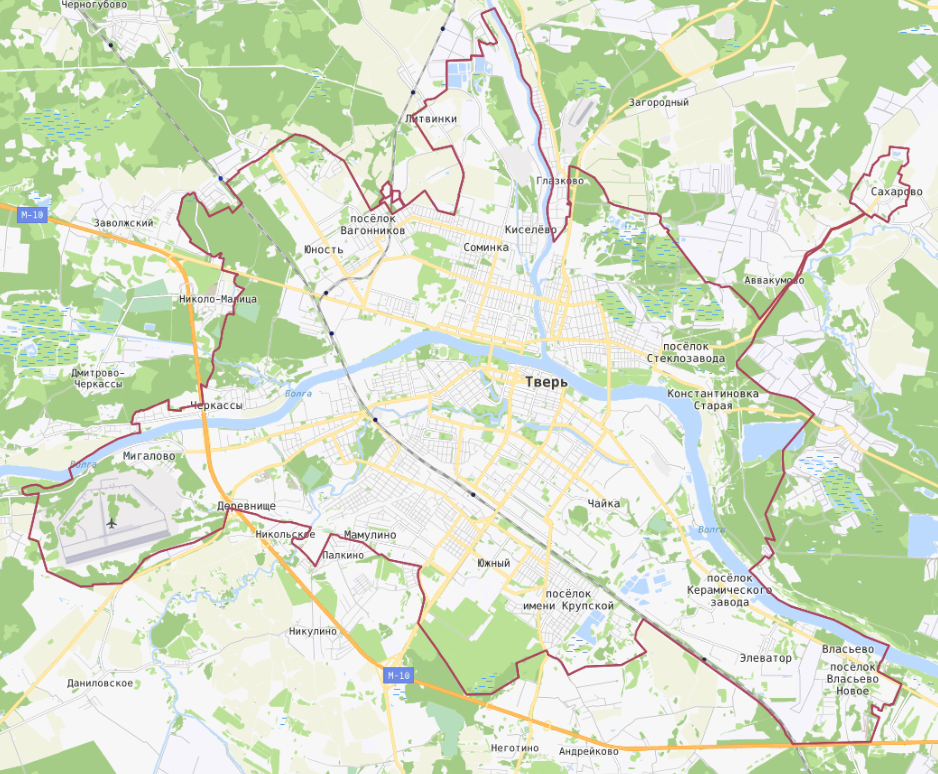 Черногубово
Литвинки
Загородный
Глазково
Сахарово
М-10
Заволжский
посёлок
Вагонников
Киселёво
Юность
Соминка
Аввакумово
Николо-Малица
посёлок
Стеклозавода
Дмитрово-
Черкассы
Тверь
Волга
Константиновка
Старая
Черкассы
Мигалово
Волга
Деревнище
Чайка
Никольское
Мамулино
Волга
Палкино
Южный
посёлок
Керамического
завода
посёлок
имени Крупской
Никулино
Власьево
Элеватор
посёлок
Власьево
Новое
М-10
Даниловское
Неготино
Андрейково